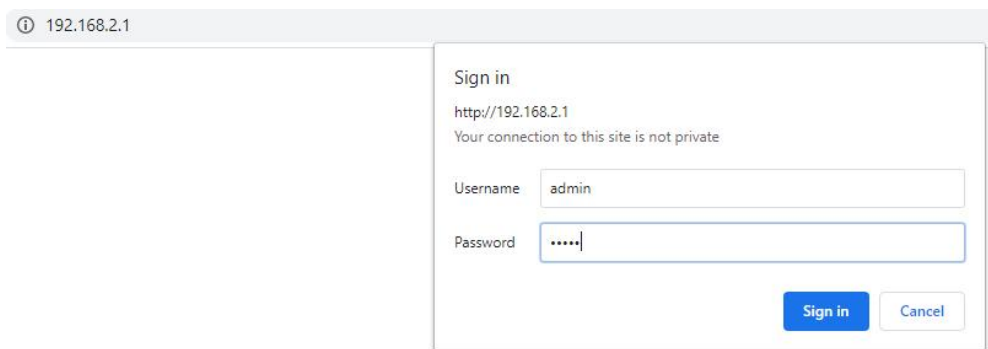 192.168.2.1
Sign in
http://192.168.2.1
Your connection to this site is not private
Username admin
Password •••••
Sign in Cancel